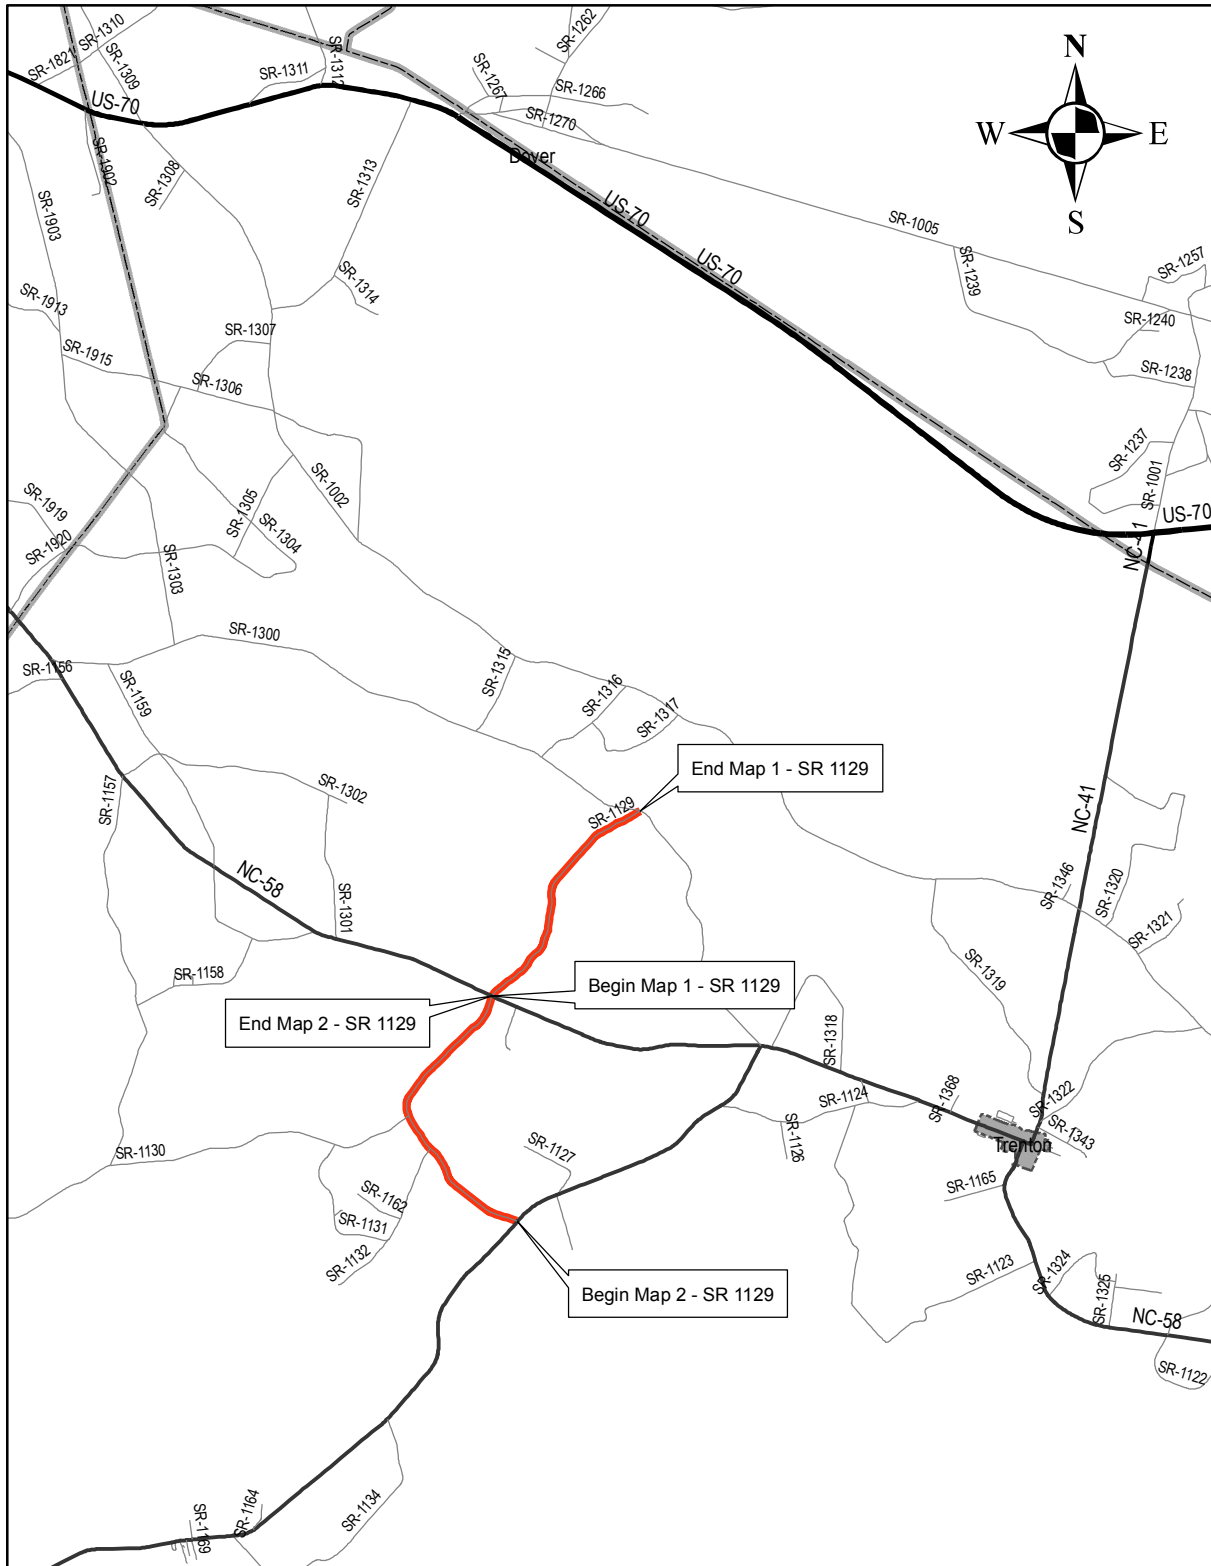 SR-1310
SR-1821
SR-1309
SR-1311
SR-1312
SR-1262
SR-1267
SR-1266
SR-1270
N
W
E
S
US-70
SR-1902
SR-1308
SR-1313
Dover
SR-1903
US-70
US-70
SR-1005
SR-1239
SR-1257
SR-1314
SR-1913
SR-1307
SR-1240
SR-1915
SR-1306
SR-1238
SR-1237
SR-1001
SR-1919
SR-1305
SR-1002
SR-1304
US-70
SR-1920
SR-1303
NC-41
SR-1300
SR-1156
SR-1159
SR-1315
SR-1316
SR-1317
End Map 1 - SR 1129
SR-1157
SR-1302
SR-1129
NC-41
NC-58
SR-1301
SR-1346
SR-1320
SR-1321
SR-1158
SR-1319
Begin Map 1 - SR 1129
End Map 2 - SR 1129
SR-1318
SR-1124
SR-1368
SR-1322
SR-1343
Trenton
SR-1130
SR-1127
SR-1126
SR-1165
SR-1162
SR-1131
SR-1132
SR-1123
SR-1324
SR-1325
Begin Map 2 - SR 1129
NC-58
SR-1122
SR-1134
SR-1164
SR-1169